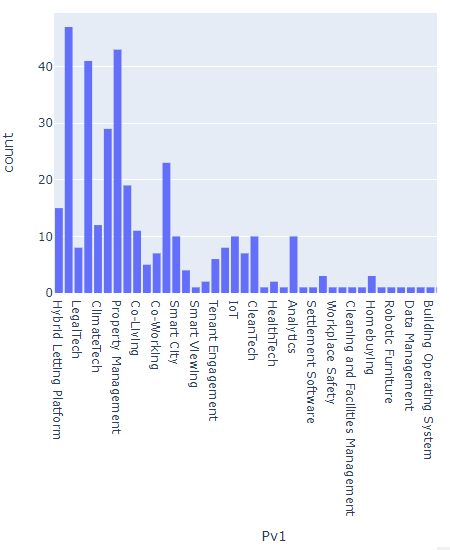 count
40
30
20
10
0
Hybrid Letting Platform
LegalTech
ClimateTech
Property Management
Co-Living
Co-Working
Smart City
Smart Viewing
Tenant Engagement
IoT
CleanTech
HealthTech
Analytics
Settlement Software
Workplace Safety
Cleaning and Facilities Management
Homebuying
Robotic Furniture
Data Management
Building Operating System
Pv1